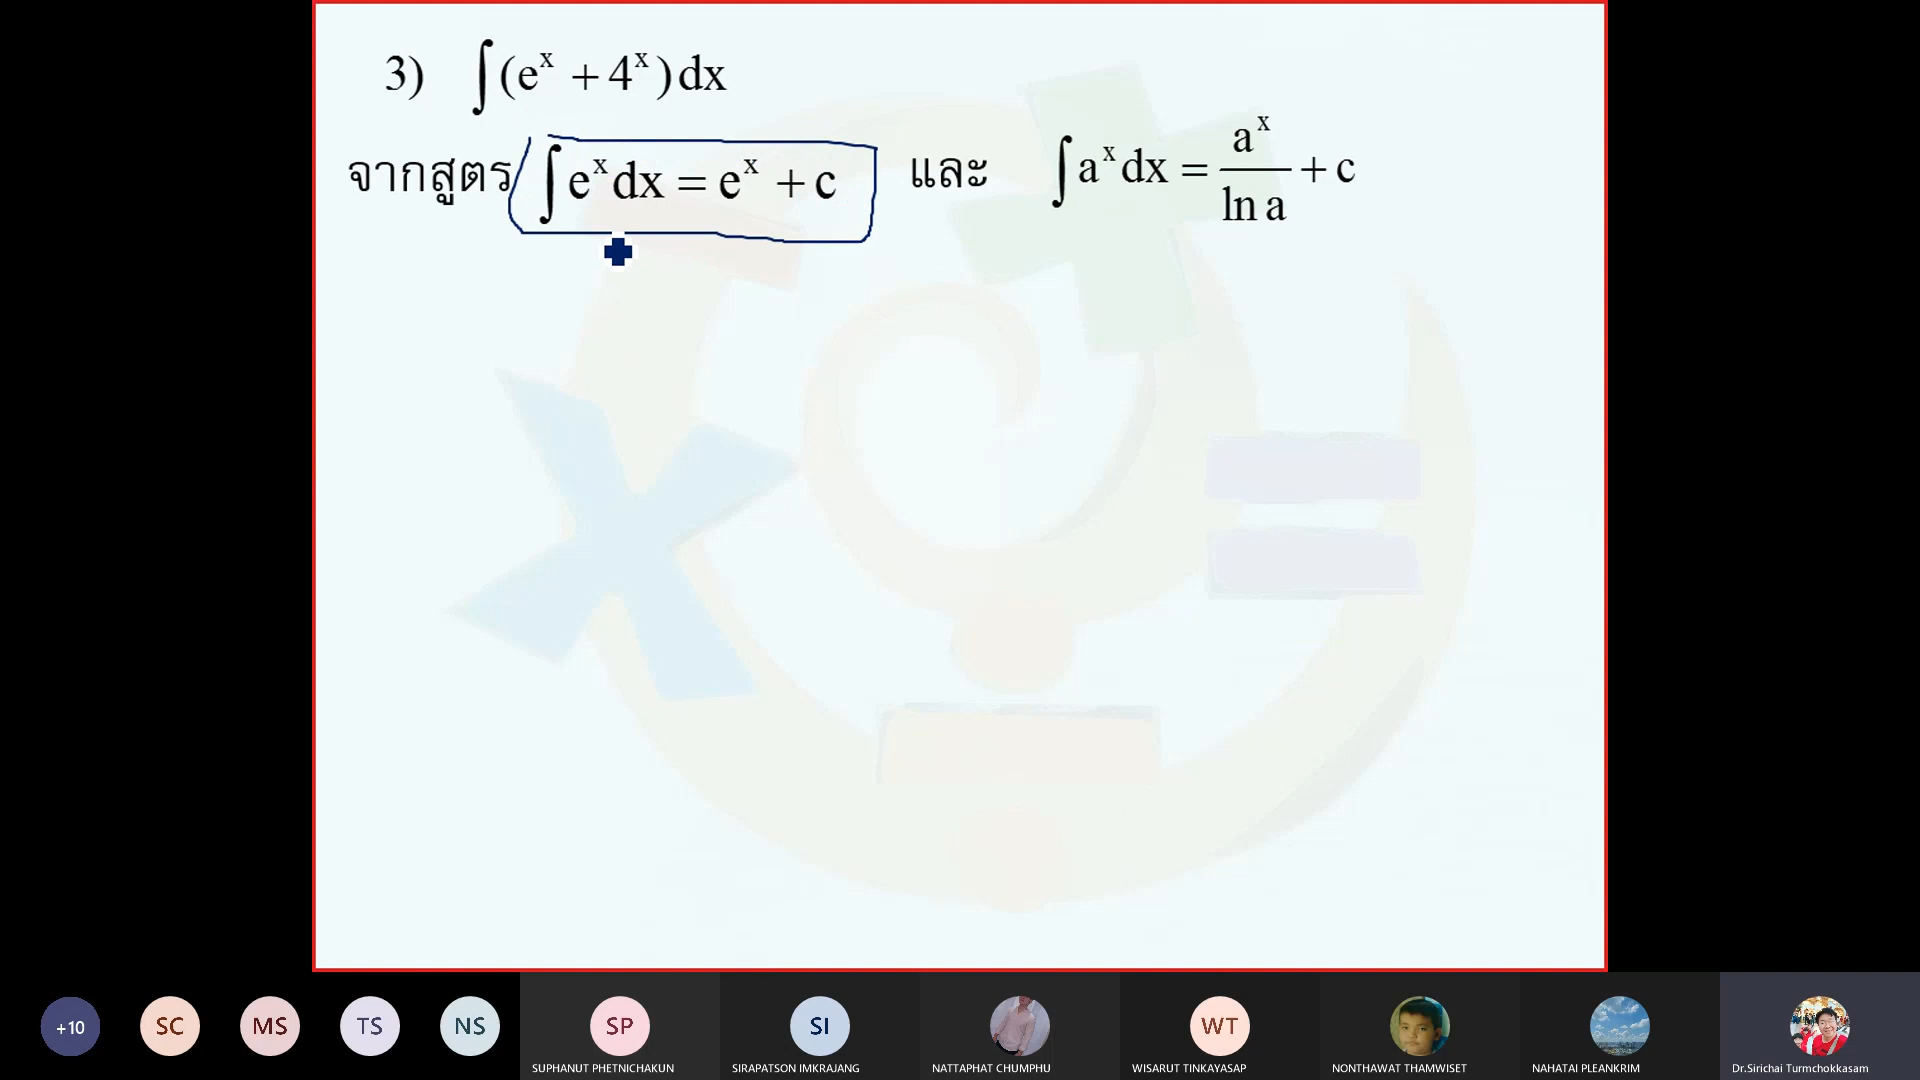 3) ∫(eˣ + 4ˣ)dx
จากสูตร ∫eˣdx = eˣ + c และ ∫aˣdx = aˣ/ln a + c
+10 SC MS TS NS SP SI WT
SUPHANUT PHETNICHAKUN SIRAPATSON IMKRAJANG NATTAPHAT CHUMPHU WISARUT TINKAYASAP NONTHAWAT THAMWISET NAHATAI PLEANKRIM Dr.Sirichai Turmchokkasam